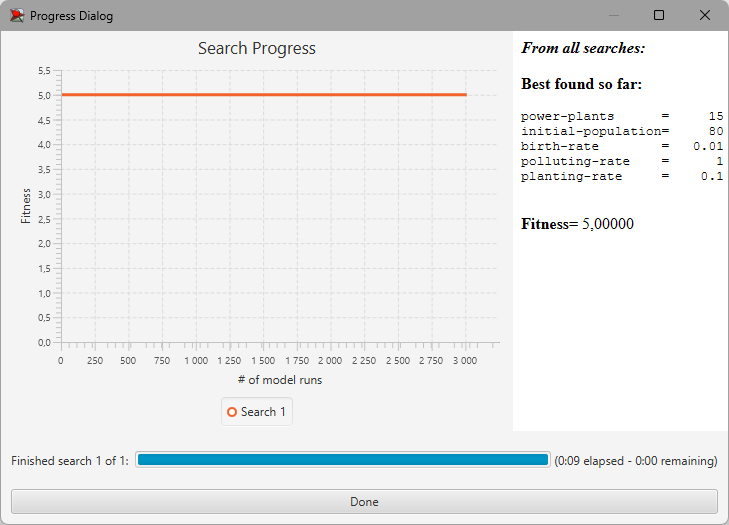 Progress Dialog
Search Progress
5,5
5,0
4,5
4,0
3,5
3,0
2,5
2,0
1,5
1,0
0,5
0,0
Fitness
0 250 500 750 1 000 1 250 1 500 1 750 2 000 2 250 2 500 2 750 3 000
# of model runs
Search 1
From all searches:
Best found so far:
power-plants = 15
initial-population= 80
birth-rate = 0.01
polluting-rate = 1
planting-rate = 0.1
Fitness= 5,00000
Finished search 1 of 1: (0:09 elapsed - 0:00 remaining)
Done